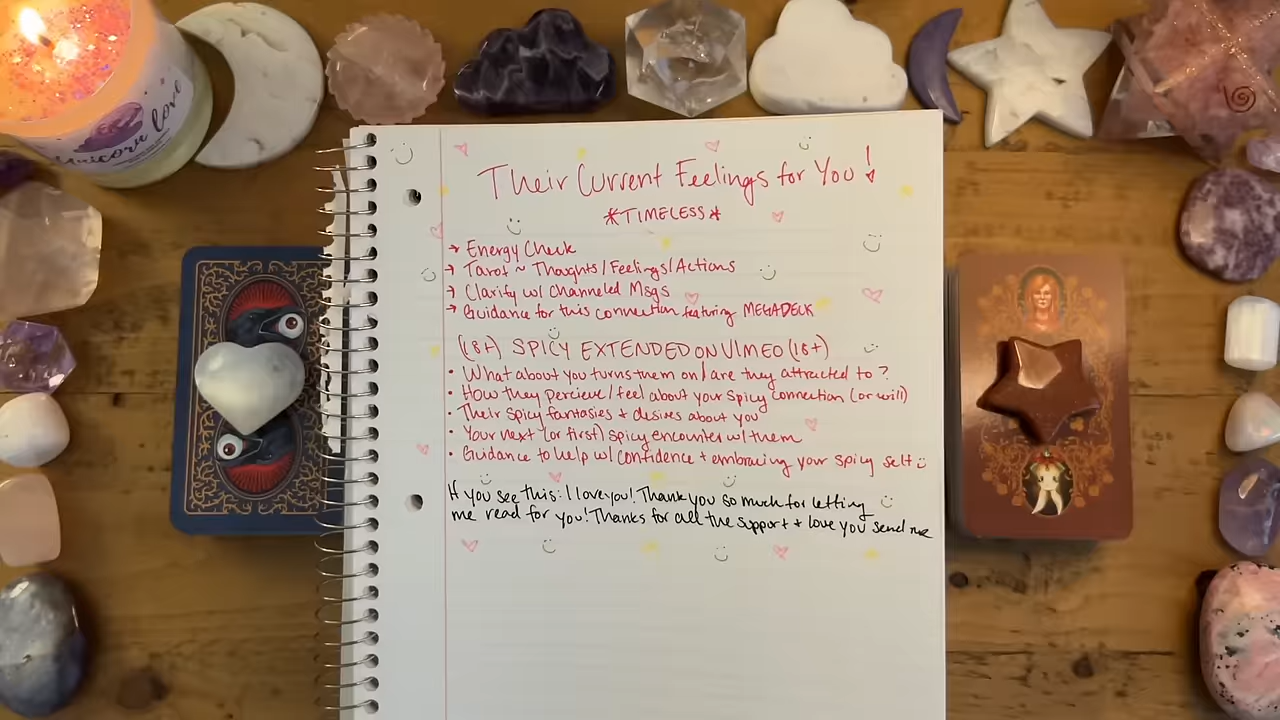 unicorn love
Their Current Feelings for You!
*TIMELESS*
→ Energy Check
→ Tarot ~ Thoughts/Feelings/Actions
→ Clarify w/ Channeled Msgs
→ Guidance for this connection featuring MEGADECK
(18+) SPICY EXTENDED ON VIMEO (18+)
• What about you turns them on/are they attracted to?
• How they percieve/feel about your spicy connection (or will)
• Their spicy fantasies + desires about you
• Your next (or first) spicy encounter w/ them
• Guidance to help w/ confidence + embracing your spicy self
If you see this: I love you! Thank you so much for letting
me read for you! Thanks for all the support + love you send me